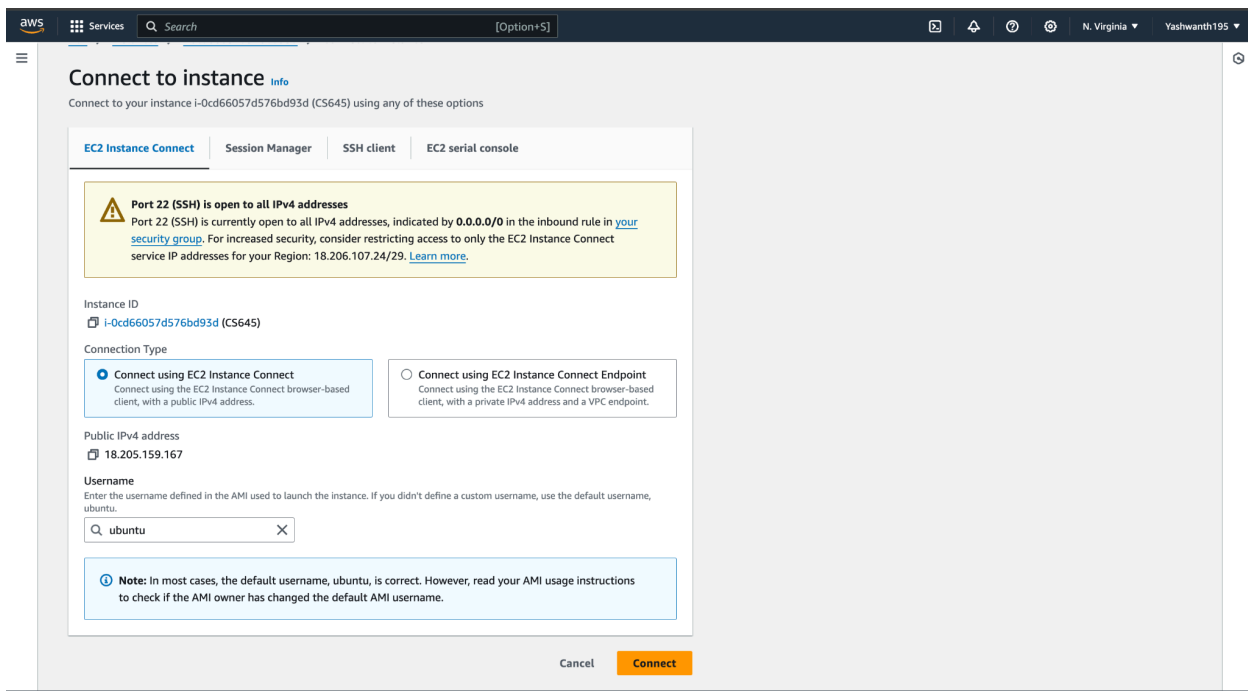 aws Services Search [Option+S] N. Virginia Yashwanth195
Connect to instance Info
Connect to your instance i-0cd66057d576bd93d (CS645) using any of these options
EC2 Instance Connect Session Manager SSH client EC2 serial console
Port 22 (SSH) is open to all IPv4 addresses
Port 22 (SSH) is currently open to all IPv4 addresses, indicated by 0.0.0.0/0 in the inbound rule in your
security group. For increased security, consider restricting access to only the EC2 Instance Connect
service IP addresses for your Region: 18.206.107.24/29. Learn more.
Instance ID
i-0cd66057d576bd93d (CS645)
Connection Type
Connect using EC2 Instance Connect
Connect using the EC2 Instance Connect browser-based
client, with a public IPv4 address.
Connect using EC2 Instance Connect Endpoint
Connect using the EC2 Instance Connect browser-based
client, with a private IPv4 address and a VPC endpoint.
Public IPv4 address
18.205.159.167
Username
Enter the username defined in the AMI used to launch the instance. If you didn't define a custom username, use the default username,
ubuntu.
ubuntu
Note: In most cases, the default username, ubuntu, is correct. However, read your AMI usage instructions
to check if the AMI owner has changed the default AMI username.
Cancel Connect